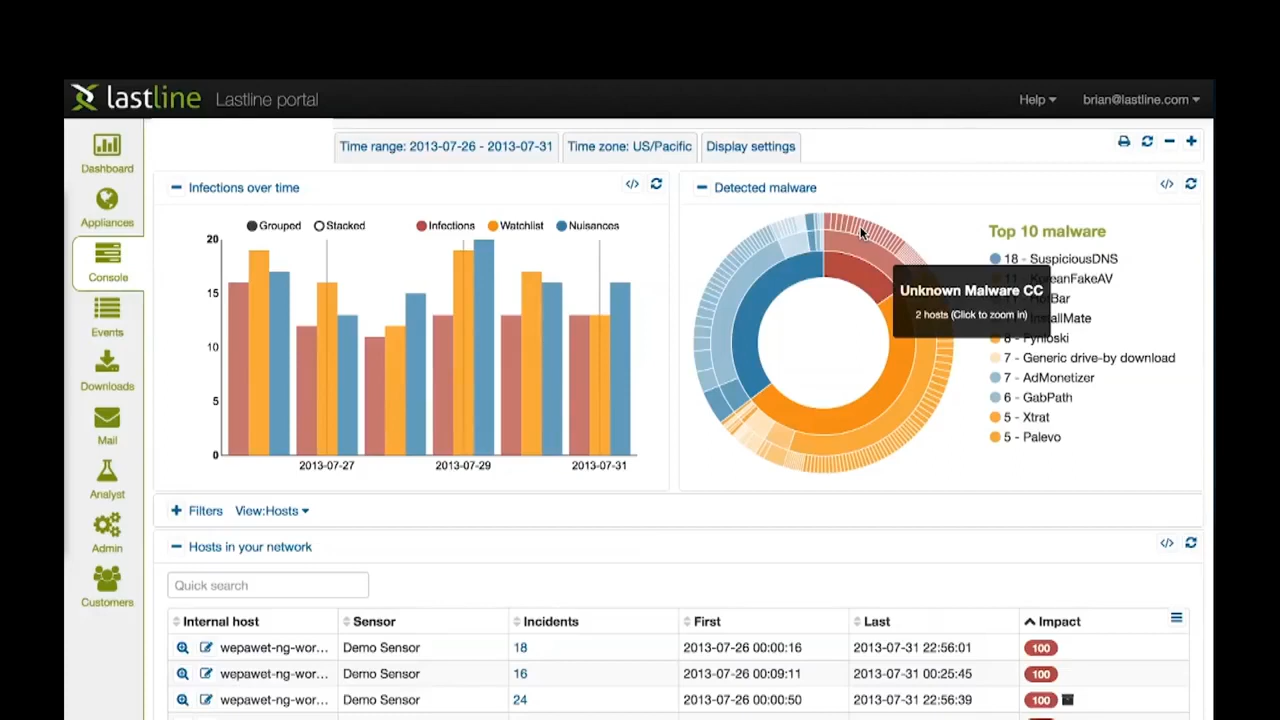 lastline Lastline portal Help brian@lastline.com
Dashboard
Appliances
Console
Events
Downloads
Mail
Analyst
Admin
Customers
Time range: 2013-07-26 - 2013-07-31 Time zone: US/Pacific Display settings
Infections over time
Grouped Stacked Infections Watchlist Nuisances
20
15
10
5
0
2013-07-27 2013-07-29 2013-07-31
Detected malware
Unknown Malware CC
2 hosts (Click to zoom in)
Top 10 malware
18 - SuspiciousDNS
11 - KoreanFakeAV
HotBar
InstallMate
8 - Fynloski
7 - Generic drive-by download
7 - AdMonetizer
6 - GabPath
5 - Xtrat
5 - Palevo
Filters View:Hosts
Hosts in your network
Quick search
Internal host Sensor Incidents First Last Impact
wepawet-ng-wor... Demo Sensor 18 2013-07-26 00:00:16 2013-07-31 22:56:01 100
wepawet-ng-wor... Demo Sensor 16 2013-07-26 00:09:11 2013-07-31 00:25:45 100
wepawet-ng-wor... Demo Sensor 24 2013-07-26 00:00:50 2013-07-31 22:56:39 100